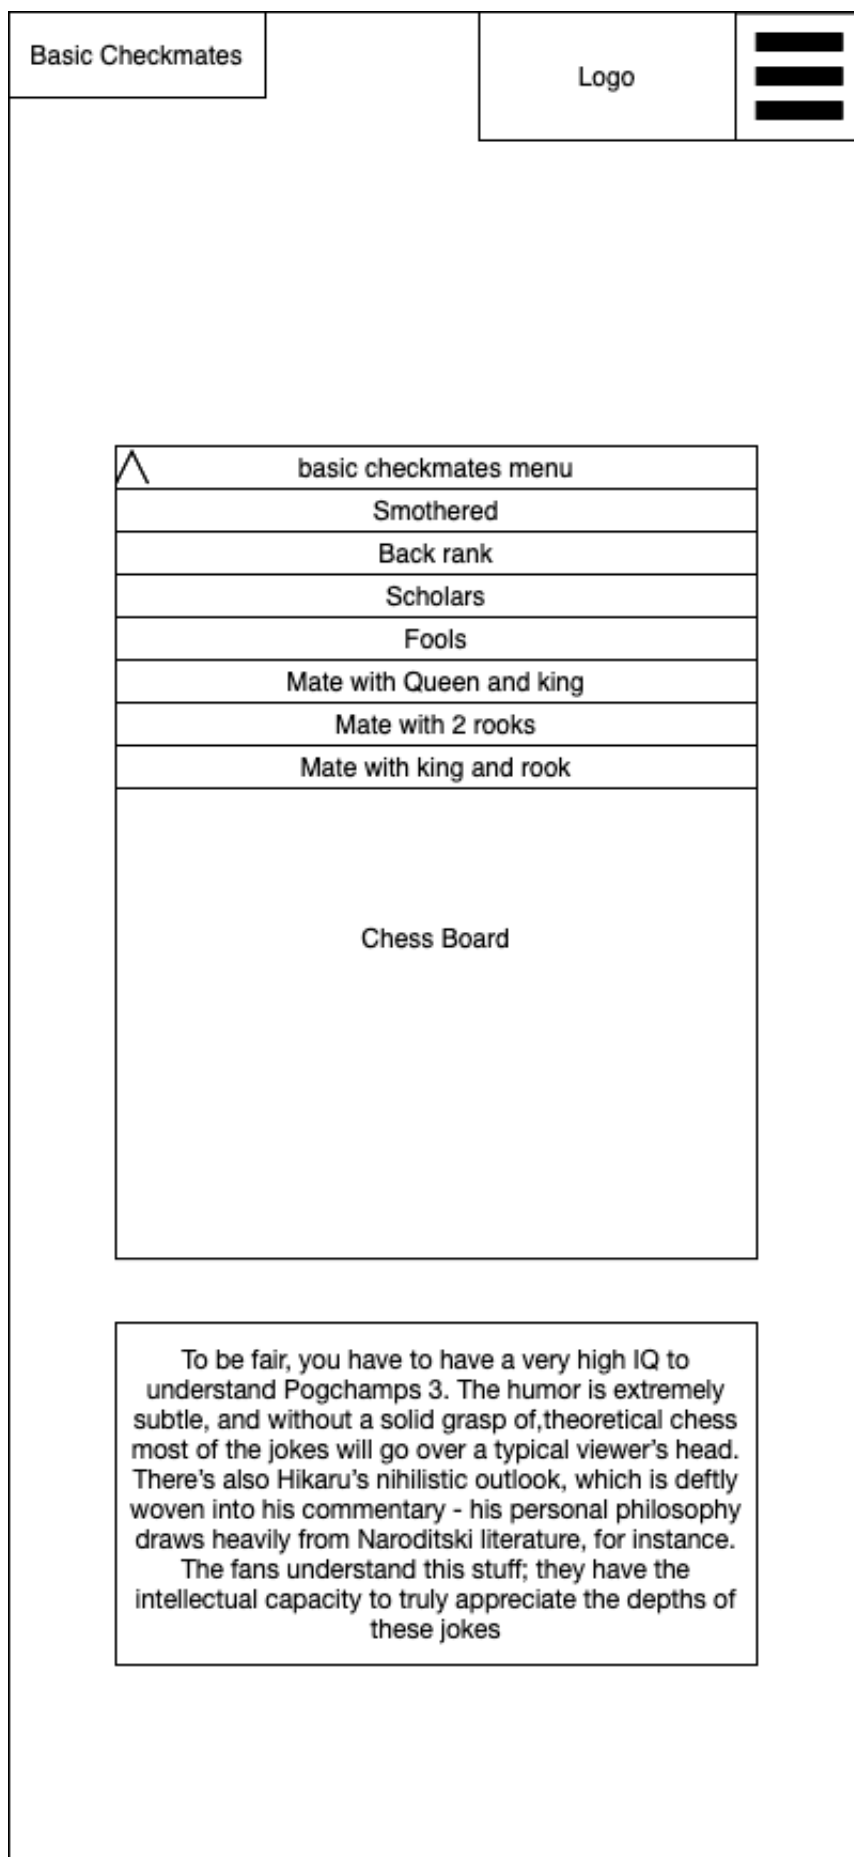 Basic Checkmates
Logo
basic checkmates menu
Smothered
Back rank
Scholars
Fools
Mate with Queen and king
Mate with 2 rooks
Mate with king and rook
Chess Board
To be fair, you have to have a very high IQ to
understand Pogchamps 3. The humor is extremely
subtle, and without a solid grasp of,theoretical chess
most of the jokes will go over a typical viewer's head.
There's also Hikaru's nihilistic outlook, which is deftly
woven into his commentary - his personal philosophy
draws heavily from Naroditski literature, for instance.
The fans understand this stuff; they have the
intellectual capacity to truly appreciate the depths of
these jokes